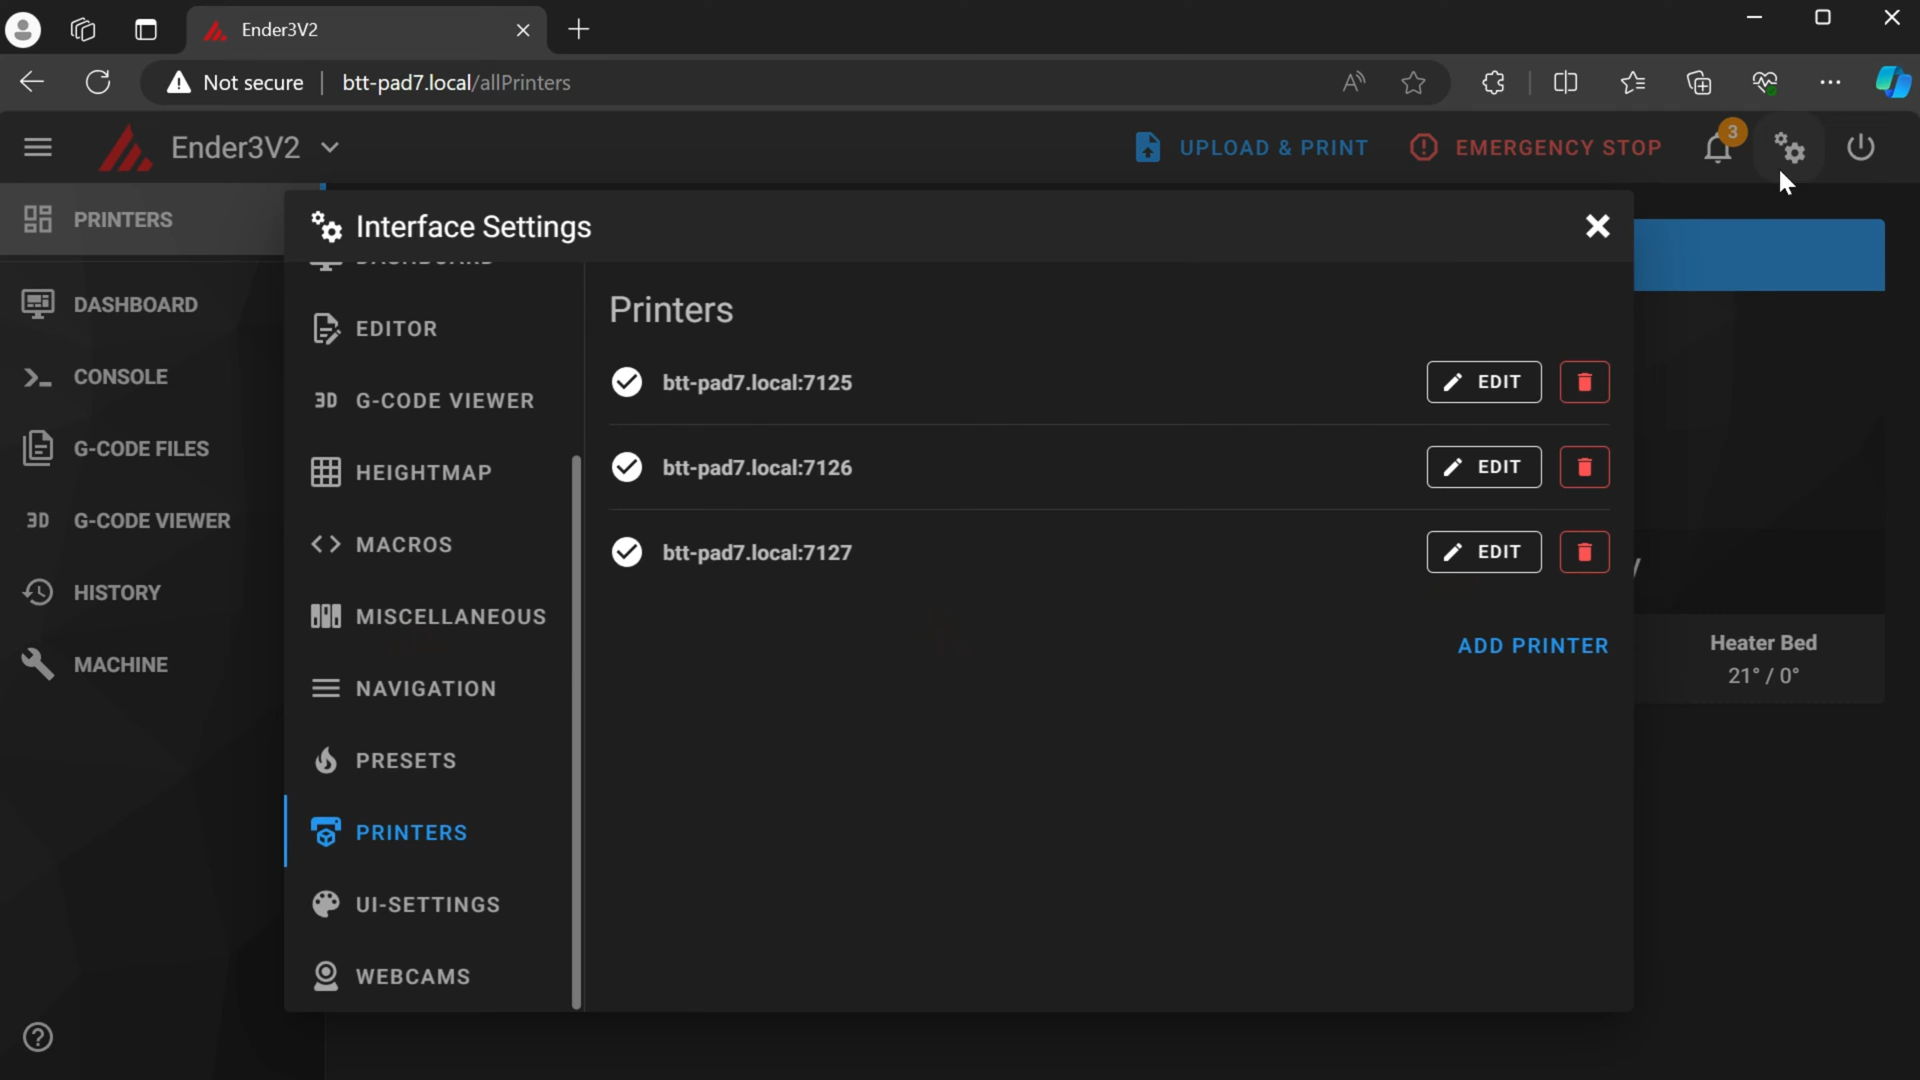 Ender3V2
Not secure
btt-pad7.local/allPrinters
Ender3V2
UPLOAD & PRINT
EMERGENCY STOP
3
PRINTERS
DASHBOARD
CONSOLE
G-CODE FILES
3D G-CODE VIEWER
HISTORY
MACHINE
Interface Settings
DASHBOARD
EDITOR
3D G-CODE VIEWER
HEIGHTMAP
MACROS
MISCELLANEOUS
NAVIGATION
PRESETS
PRINTERS
UI-SETTINGS
WEBCAMS
Printers
btt-pad7.local:7125
EDIT
btt-pad7.local:7126
EDIT
btt-pad7.local:7127
EDIT
ADD PRINTER
Heater Bed
21° / 0°